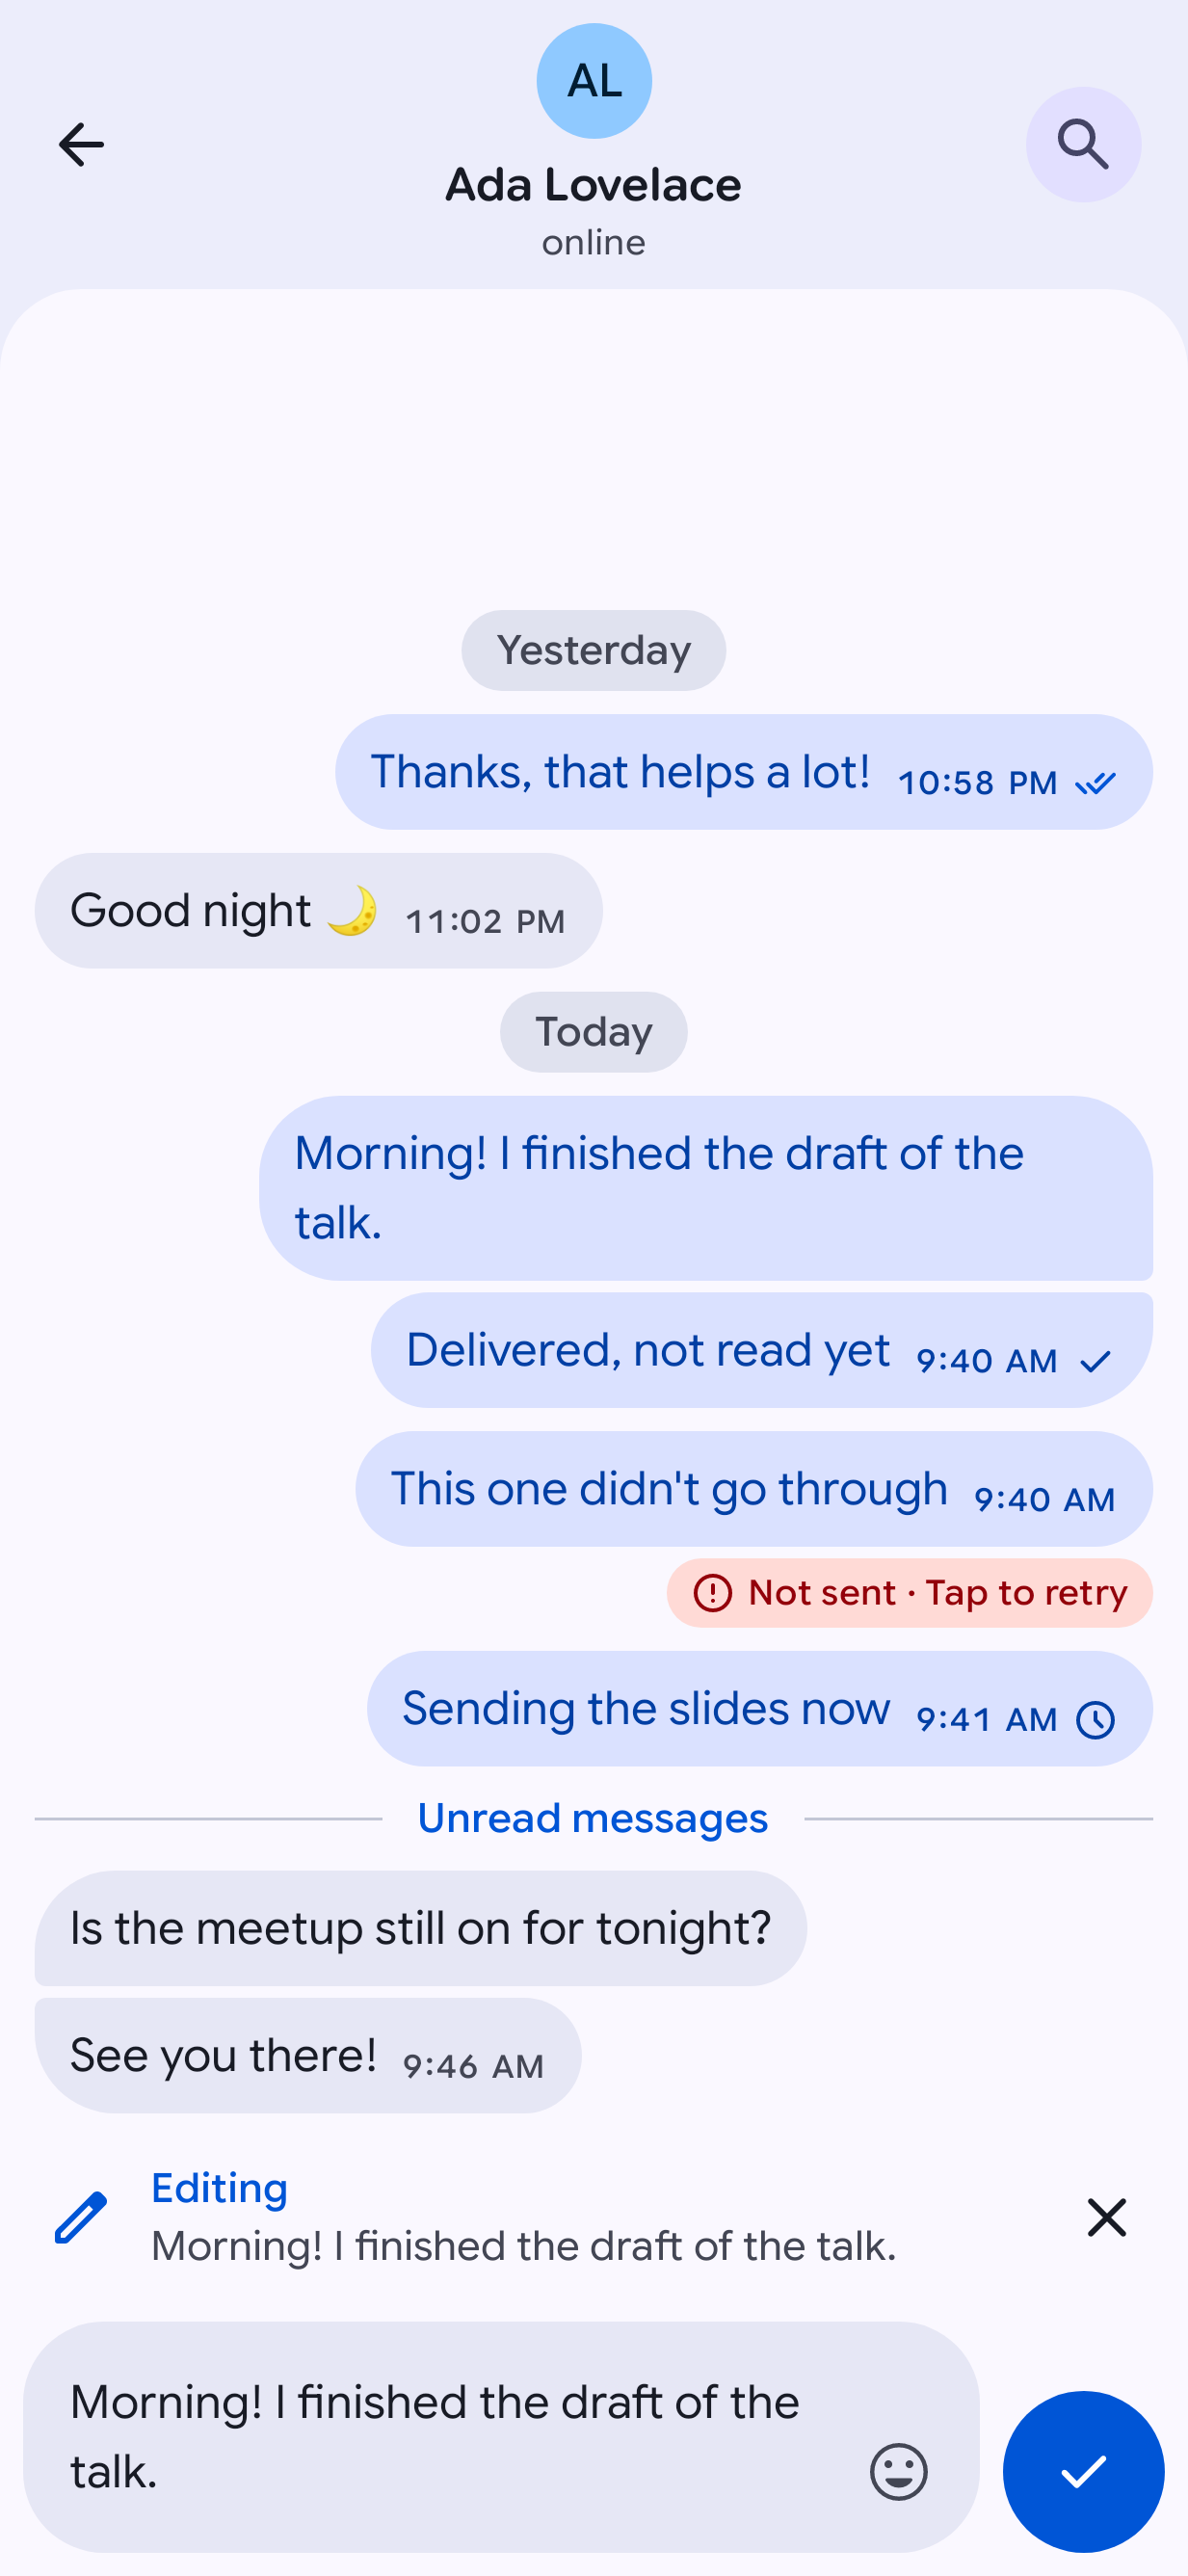 AL
Ada Lovelace
online
Yesterday
Thanks, that helps a lot! 10:58 PM
Good night 🌙 11:02 PM
Today
Morning! I finished the draft of the
talk.
Delivered, not read yet 9:40 AM
This one didn't go through 9:40 AM
Not sent · Tap to retry
Sending the slides now 9:41 AM
Unread messages
Is the meetup still on for tonight?
See you there! 9:46 AM
Editing
Morning! I finished the draft of the talk.
Morning! I finished the draft of the
talk.